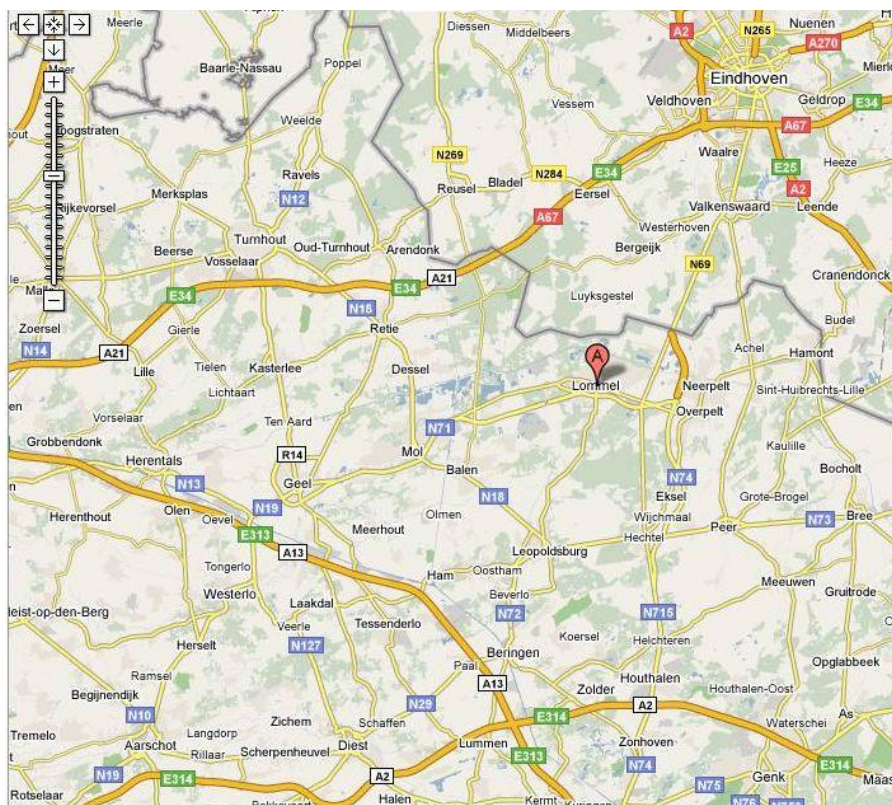 Diessen
Nuenen
A2
N265
Middelbeers
A270
Poppel
Baarle-Nassau
Meer
Eindhoven
Mierlo
Veldhoven
Geldrop
E34
Vessem
Hoogstraten
Weelde
A67
N269
Waalre
E25
Heeze
Ravels
N284
E34
Bladel
Reusel
Eersel
A2
Merksplas
N12
Rijkevorsel
Valkenswaard
Leende
A67
Westerhoven
Turnhout
Oud-Turnhout
Arendonk
Bergeijk
Beerse
Vosselaar
N69
A21
Cranendonck
E34
E34
Luyksgestel
N18
Zoersel
Gierle
Retie
Budel
N14
A21
Achel
Hamont
Tielen
Kasterlee
Dessel
A
Lille
Lommel
Neerpelt
Sint-Huibrechts-Lille
Lichtaart
Vorselaar
Ten Aard
N71
Overpelt
Grobbendonk
Mol
Kaulille
R14
Herentals
Balen
Bocholt
N13
Geel
N74
N18
Eksel
Grote-Brogel
Olen
N19
Olmen
Herenthout
Oevel
Meerhout
Wijchmaal
Peer
N73
Bree
E313
Hechtel
A13
Leopoldsburg
Tongerlo
Oostham
Ham
Meeuwen
Westerlo
Beverlo
Gruitrode
Laakdal
N72
N715
Veerle
Tessenderlo
Koersel
Helchteren
N127
Herselt
Beringen
Opglabbeek
Paal
Ramsel
A13
Houthalen
Begijnendijk
Zolder
Houthalen-Oost
N29
A2
N10
Zichem
Schaffen
E314
As
Langdorp
Waterschei
Tremelo
Diest
Lummen
Aarschot
Rillaar
Scherpenheuvel
E313
Zonhoven
E314
N19
E314
A2
N74
Genk
N75
Rotselaar
Halen
Kermt
N76